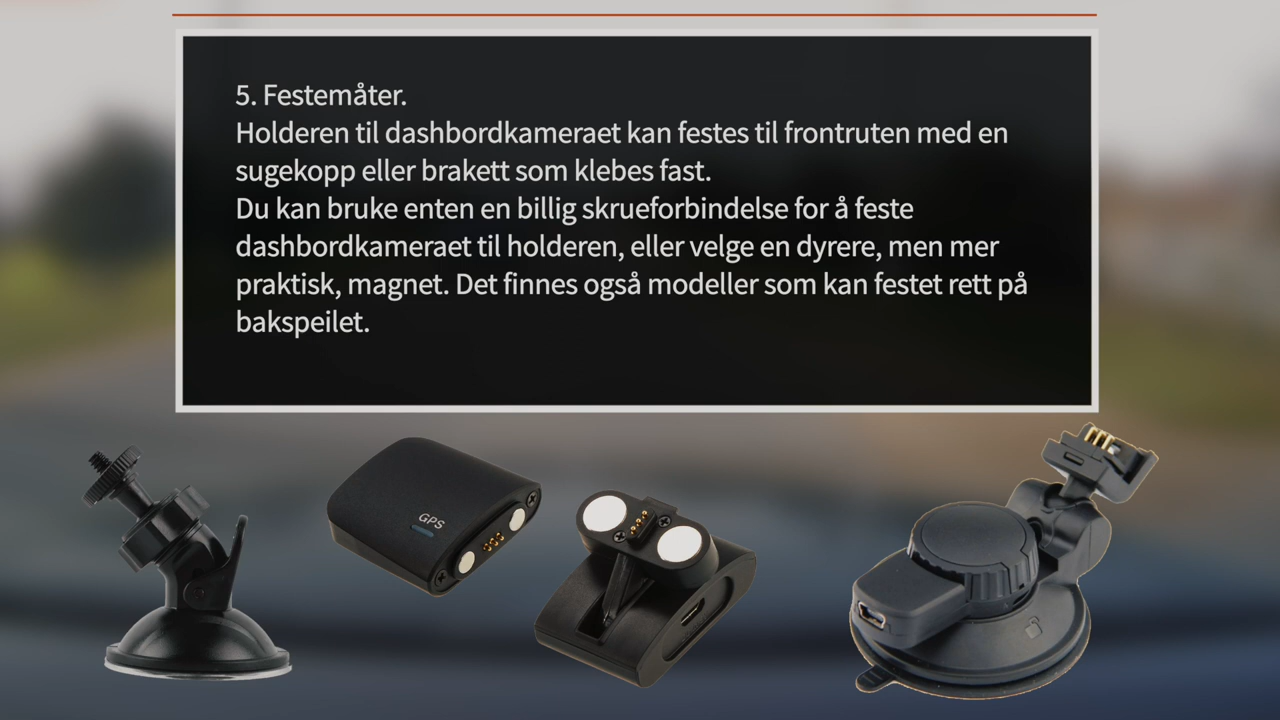 5. Festemåter.
Holderen til dashbordkameraet kan festes til frontruten med en
sugekopp eller brakett som klebes fast.
Du kan bruke enten en billig skrueforbindelse for å feste
dashbordkameraet til holderen, eller velge en dyrere, men mer
praktisk, magnet. Det finnes også modeller som kan festet rett på
bakspeilet.
GPS